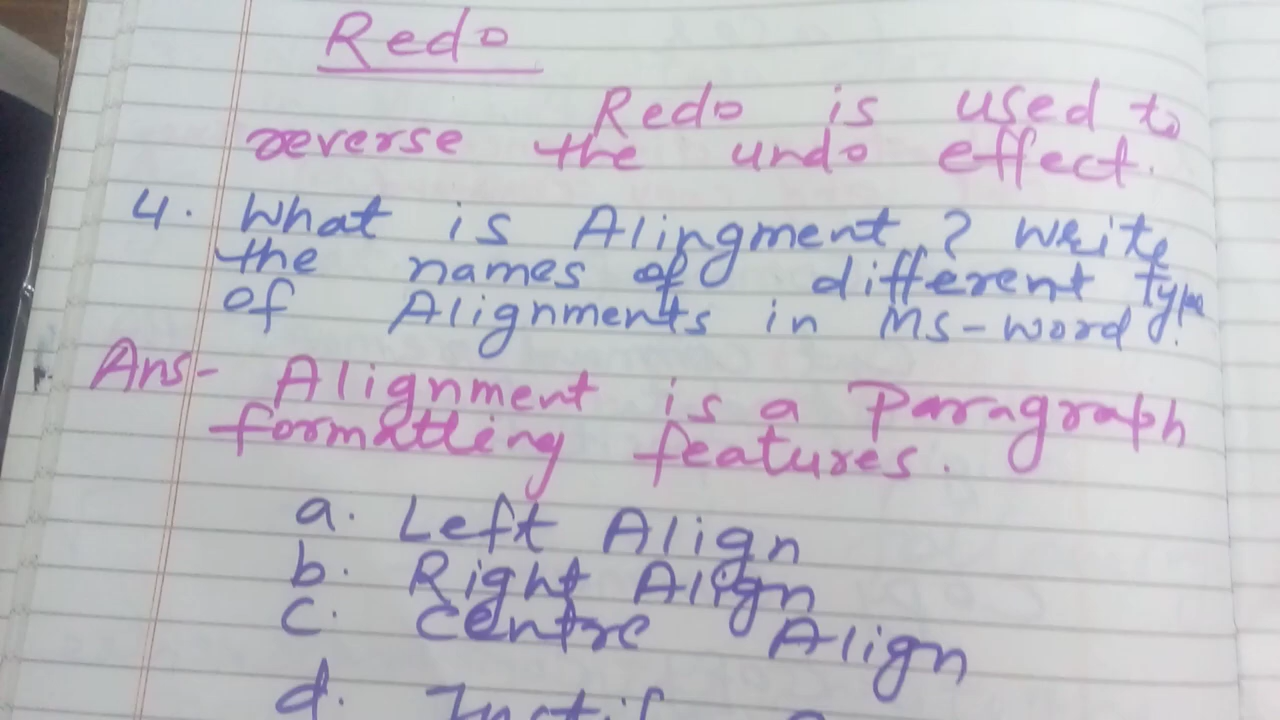 Redo
Redo is used to
reverse the undo effect.
4. What is Alingment ? Write
the names of different type
of Alignments in MS-word.
Ans- Alignment is a Paragraph
formatting features.
a. Left Align
b. Right Align
c. Centre Align
d.